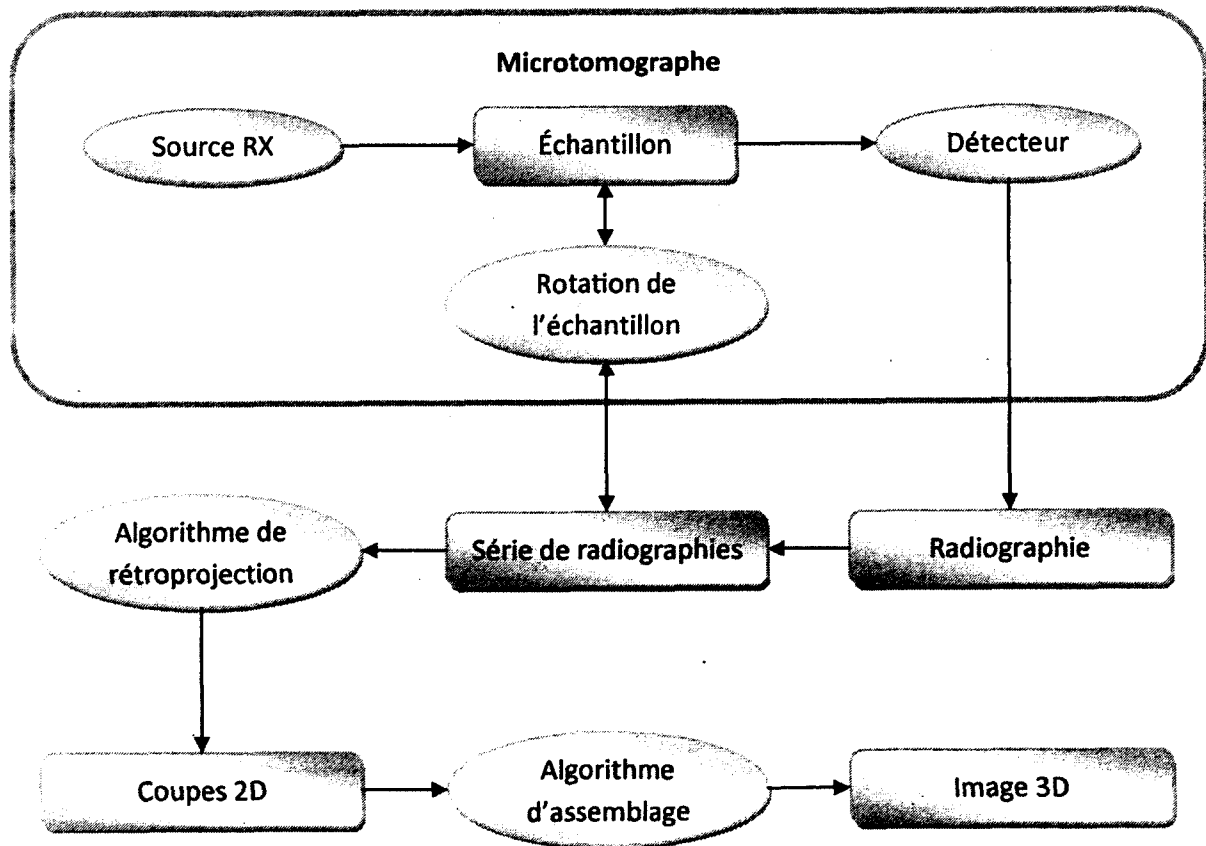 Microtomographe
Source RX
Échantillon
Détecteur
Rotation de
l'échantillon
Algorithme de
rétroprojection
Série de radiographies
Radiographie
Coupes 2D
Algorithme
d'assemblage
Image 3D